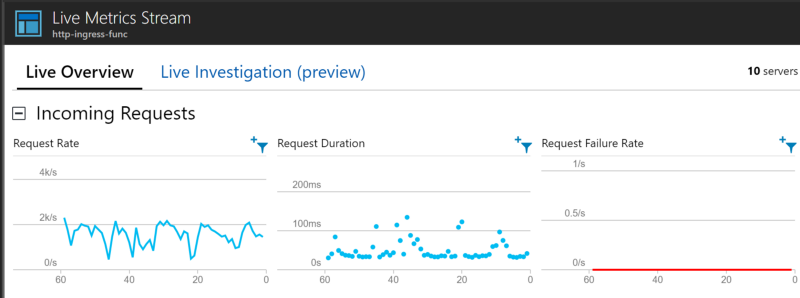 Live Metrics Stream
http-ingress-func
Live Overview
Live Investigation (preview)
10 servers
Incoming Requests
Request Rate
4k/s
2k/s
0/s
60
40
20
0
Request Duration
200ms
100ms
0s
60
40
20
0
Request Failure Rate
1/s
0.5/s
0/s
60
40
20
0